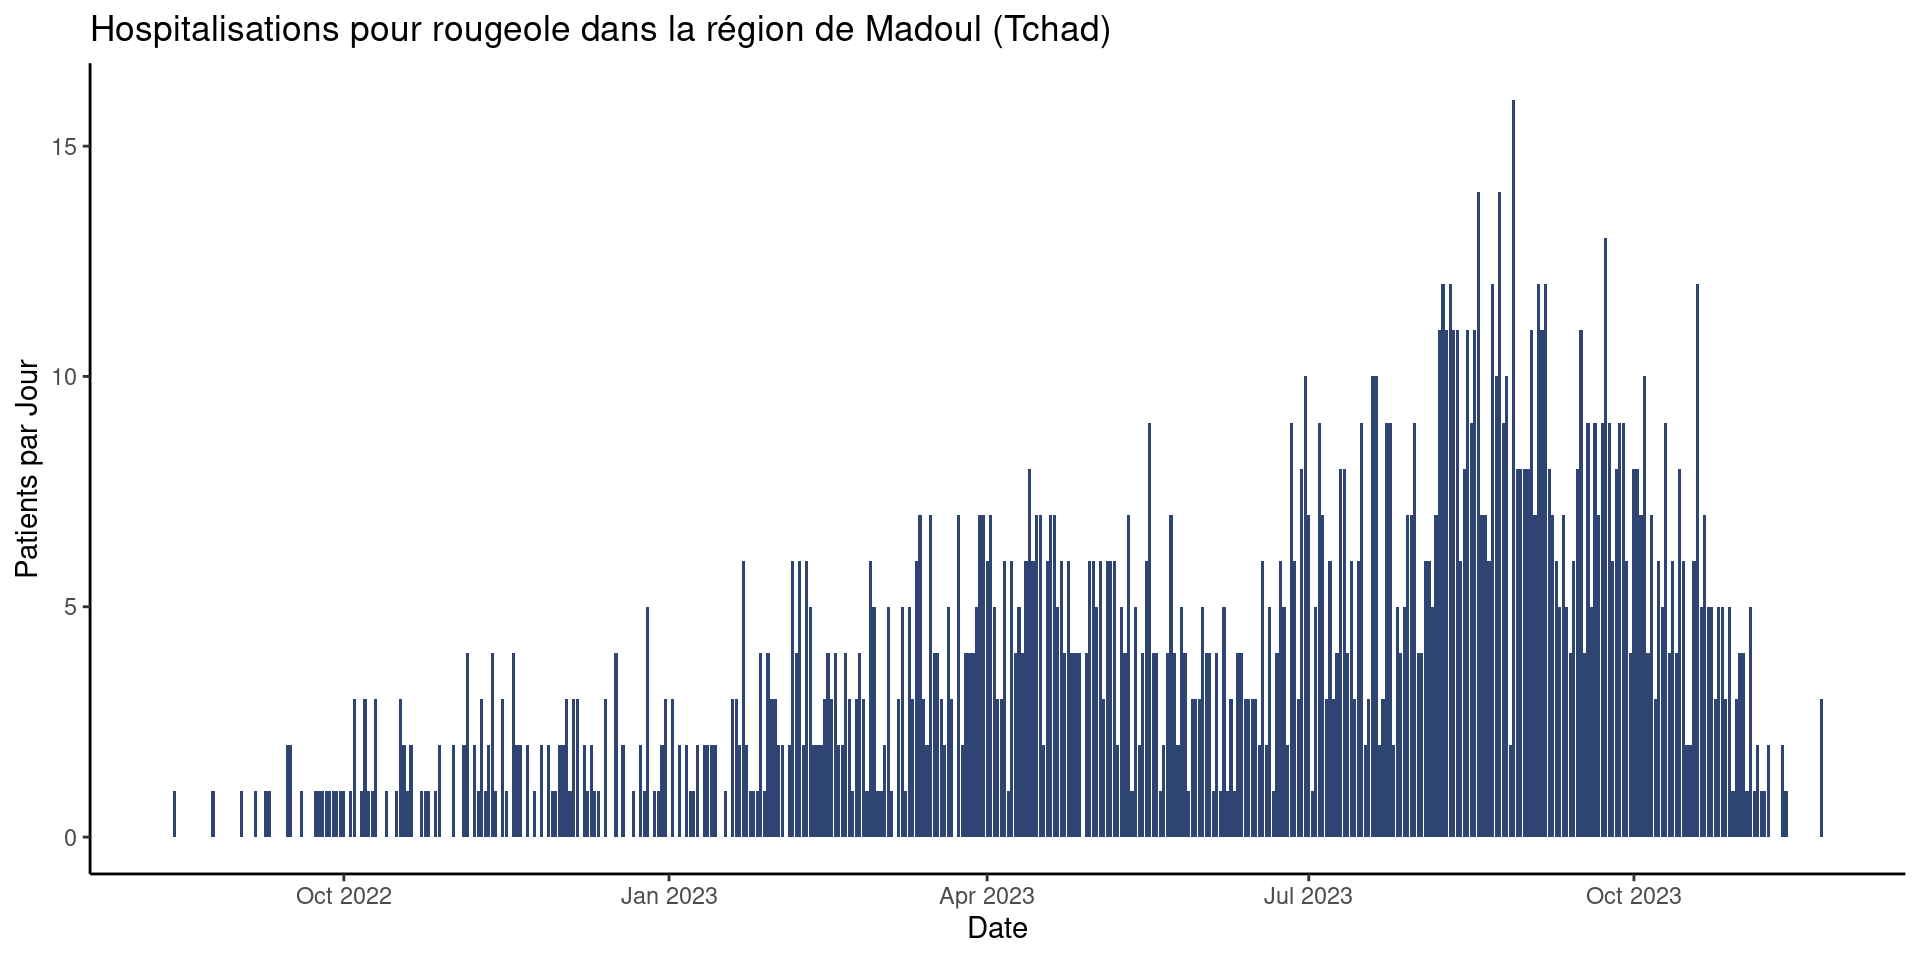 Hospitalisations pour rougeole dans la région de Madoul (Tchad)
Patients par Jour
15
10
5
0
Oct 2022 Jan 2023 Apr 2023 Jul 2023 Oct 2023
Date